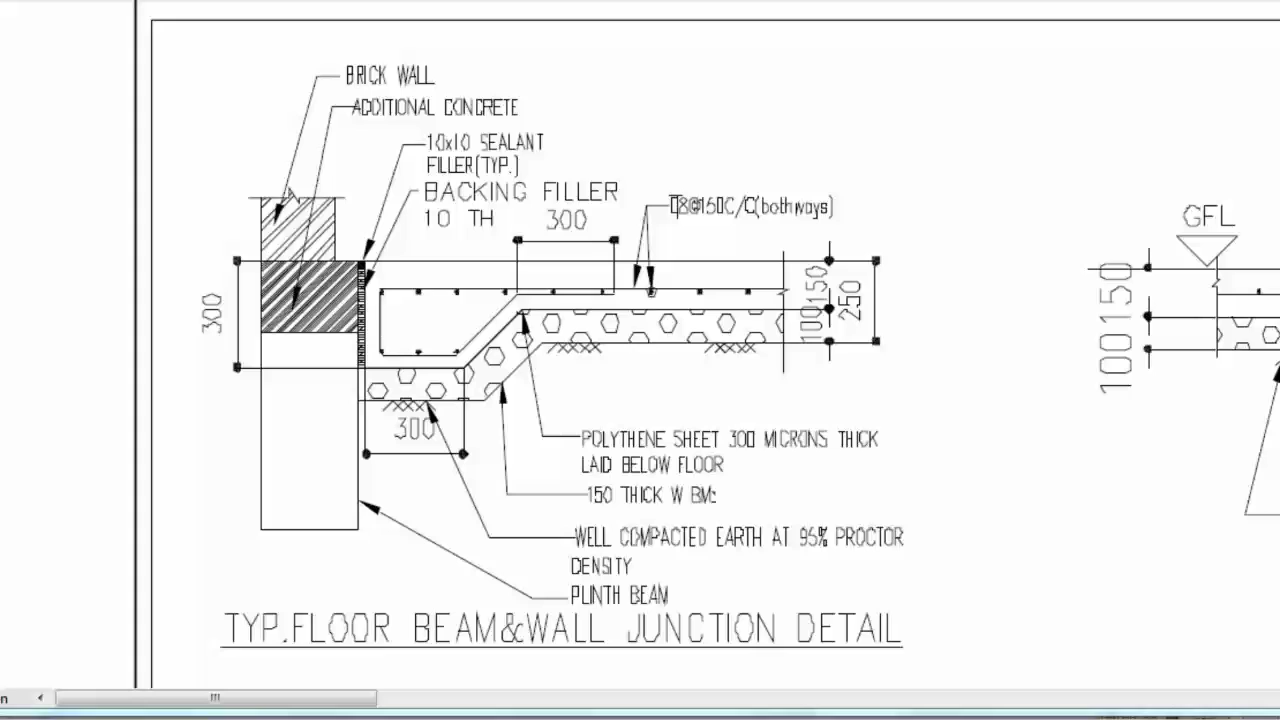 BRICK WALL
ADDITIONAL CONCRETE
10x10 SEALANT
FILLER(TYP.)
BACKING FILLER
10 TH
300
T8@150C/C(bothways)
GFL
300
150
100
250
150
100
300
POLYTHENE SHEET 300 MICRONS THICK
LAID BELOW FLOOR
150 THICK W BM:
WELL COMPACTED EARTH AT 95% PROCTOR
DENSITY
PLINTH BEAM
TYP.FLOOR BEAM&WALL JUNCTION DETAIL
n